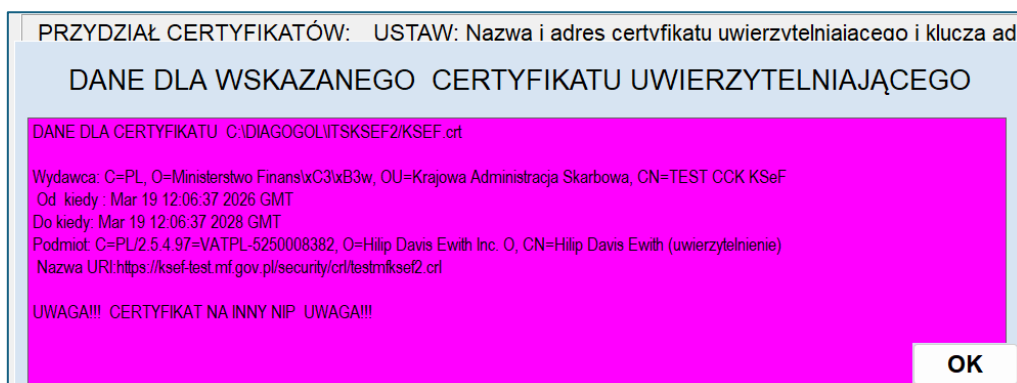 PRZYDZIAŁ CERTYFIKATÓW: USTAW: Nazwa i adres certyfikatu uwierzytelniającego i klucza ad
DANE DLA WSKAZANEGO CERTYFIKATU UWIERZYTELNIAJĄCEGO
DANE DLA CERTYFIKATU C:\DIAGOGOL\ITSKSEF2/KSEF.crt
Wydawca: C=PL, O=Ministerstwo Finans\xC3\xB3w, OU=Krajowa Administracja Skarbowa, CN=TEST CCK KSeF
Od kiedy : Mar 19 12:06:37 2026 GMT
Do kiedy: Mar 19 12:06:37 2028 GMT
Podmiot: C=PL/2.5.4.97=VATPL-5250008382, O=Hilip Davis Ewith Inc. O, CN=Hilip Davis Ewith (uwierzytelnienie)
Nazwa URI:https://ksef-test.mf.gov.pl/security/crl/testmfksef2.crl
UWAGA!!! CERTYFIKAT NA INNY NIP UWAGA!!!
OK